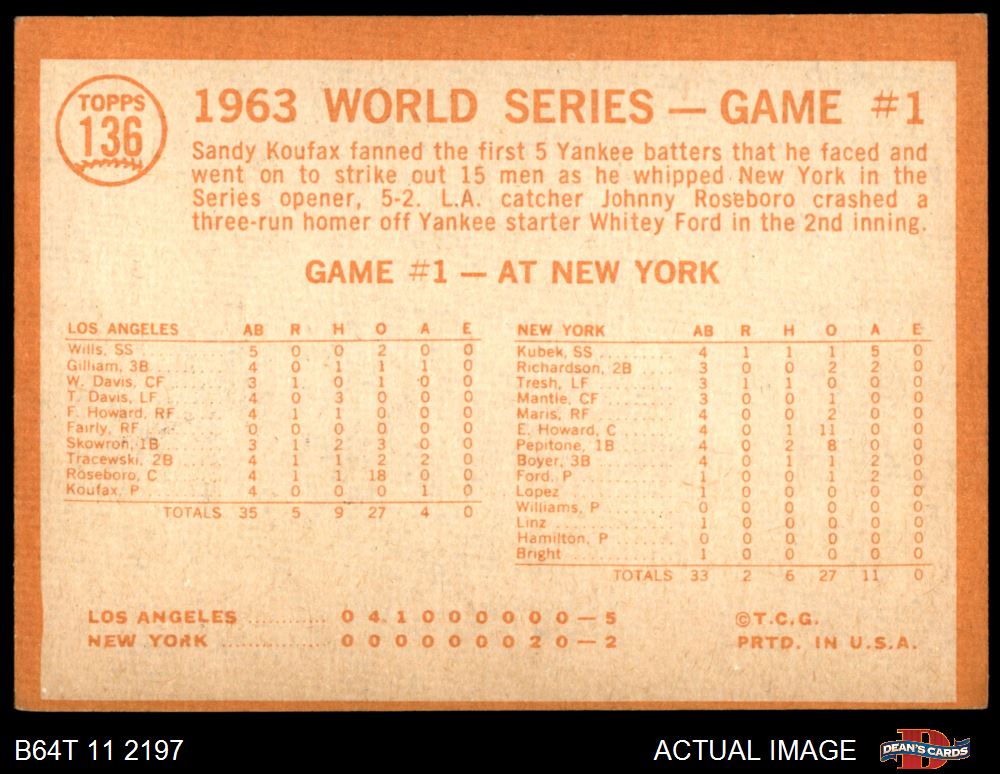 TOPPS
136
1963 WORLD SERIES — GAME #1
Sandy Koufax fanned the first 5 Yankee batters that he faced and
went on to strike out 15 men as he whipped New York in the
Series opener, 5-2. L.A. catcher Johnny Roseboro crashed a
three-run homer off Yankee starter Whitey Ford in the 2nd inning.
GAME #1 — AT NEW YORK
LOS ANGELES AB R H O A E
Wills, SS 5 0 0 2 0 0
Gilliam, 3B 4 0 1 1 1 0
W. Davis, CF 3 1 0 1 0 0
T. Davis, LF 4 0 3 0 0 0
F. Howard, RF 4 1 1 0 0 0
Fairly, RF 0 0 0 0 0 0
Skowron, 1B 3 1 2 3 0 0
Tracewski, 2B 4 1 1 2 2 0
Roseboro, C 4 1 1 18 0 0
Koufax, P 4 0 0 0 1 0
TOTALS 35 5 9 27 4 0
NEW YORK AB R H O A E
Kubek, SS 4 1 1 1 5 0
Richardson, 2B 3 0 0 2 2 0
Tresh, LF 3 1 1 0 0 0
Mantle, CF 3 0 0 1 0 0
Maris, RF 4 0 0 2 0 0
E. Howard, C 4 0 1 11 0 0
Pepitone, 1B 4 0 2 8 0 0
Boyer, 3B 4 0 1 1 2 0
Ford, P 1 0 0 1 2 0
Lopez 1 0 0 0 0 0
Williams, P 0 0 0 0 0 0
Linz 1 0 0 0 0 0
Hamilton, P 0 0 0 0 0 0
Bright 1 0 0 0 0 0
TOTALS 33 2 6 27 11 0
LOS ANGELES 0 4 1 0 0 0 0 0 0 — 5
NEW YORK 0 0 0 0 0 0 0 2 0 — 2
©T.C.G.
PRTD. IN U.S.A.
B64T 11 2197
ACTUAL IMAGE
DEAN'S CARDS